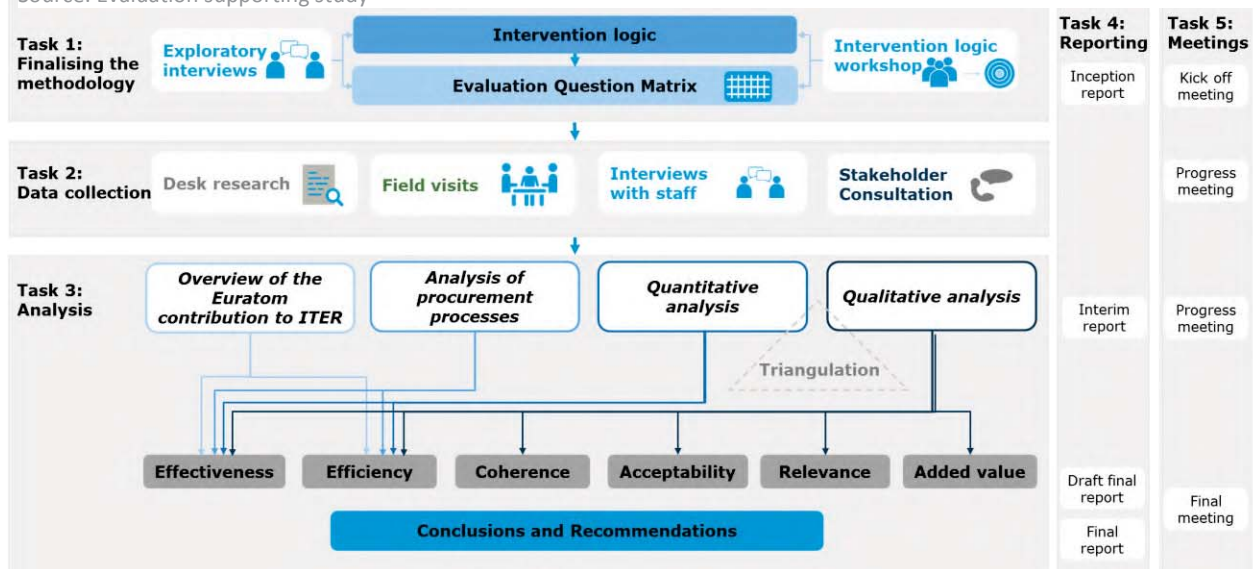 Source: Evaluation supporting study
Task 1:
Finalising the
methodology
Exploratory
interviews
Intervention logic
Evaluation Question Matrix
Intervention logic
workshop
Task 2:
Data collection
Desk research
Field visits
Interviews
with staff
Stakeholder
Consultation
Task 3:
Analysis
Overview of the
Euratom
contribution to ITER
Analysis of
procurement
processes
Quantitative
analysis
Qualitative analysis
Triangulation
Effectiveness
Efficiency
Coherence
Acceptability
Relevance
Added value
Conclusions and Recommendations
Task 4:
Reporting
Inception
report
Interim
report
Draft final
report
Final
report
Task 5:
Meetings
Kick off
meeting
Progress
meeting
Progress
meeting
Final
meeting